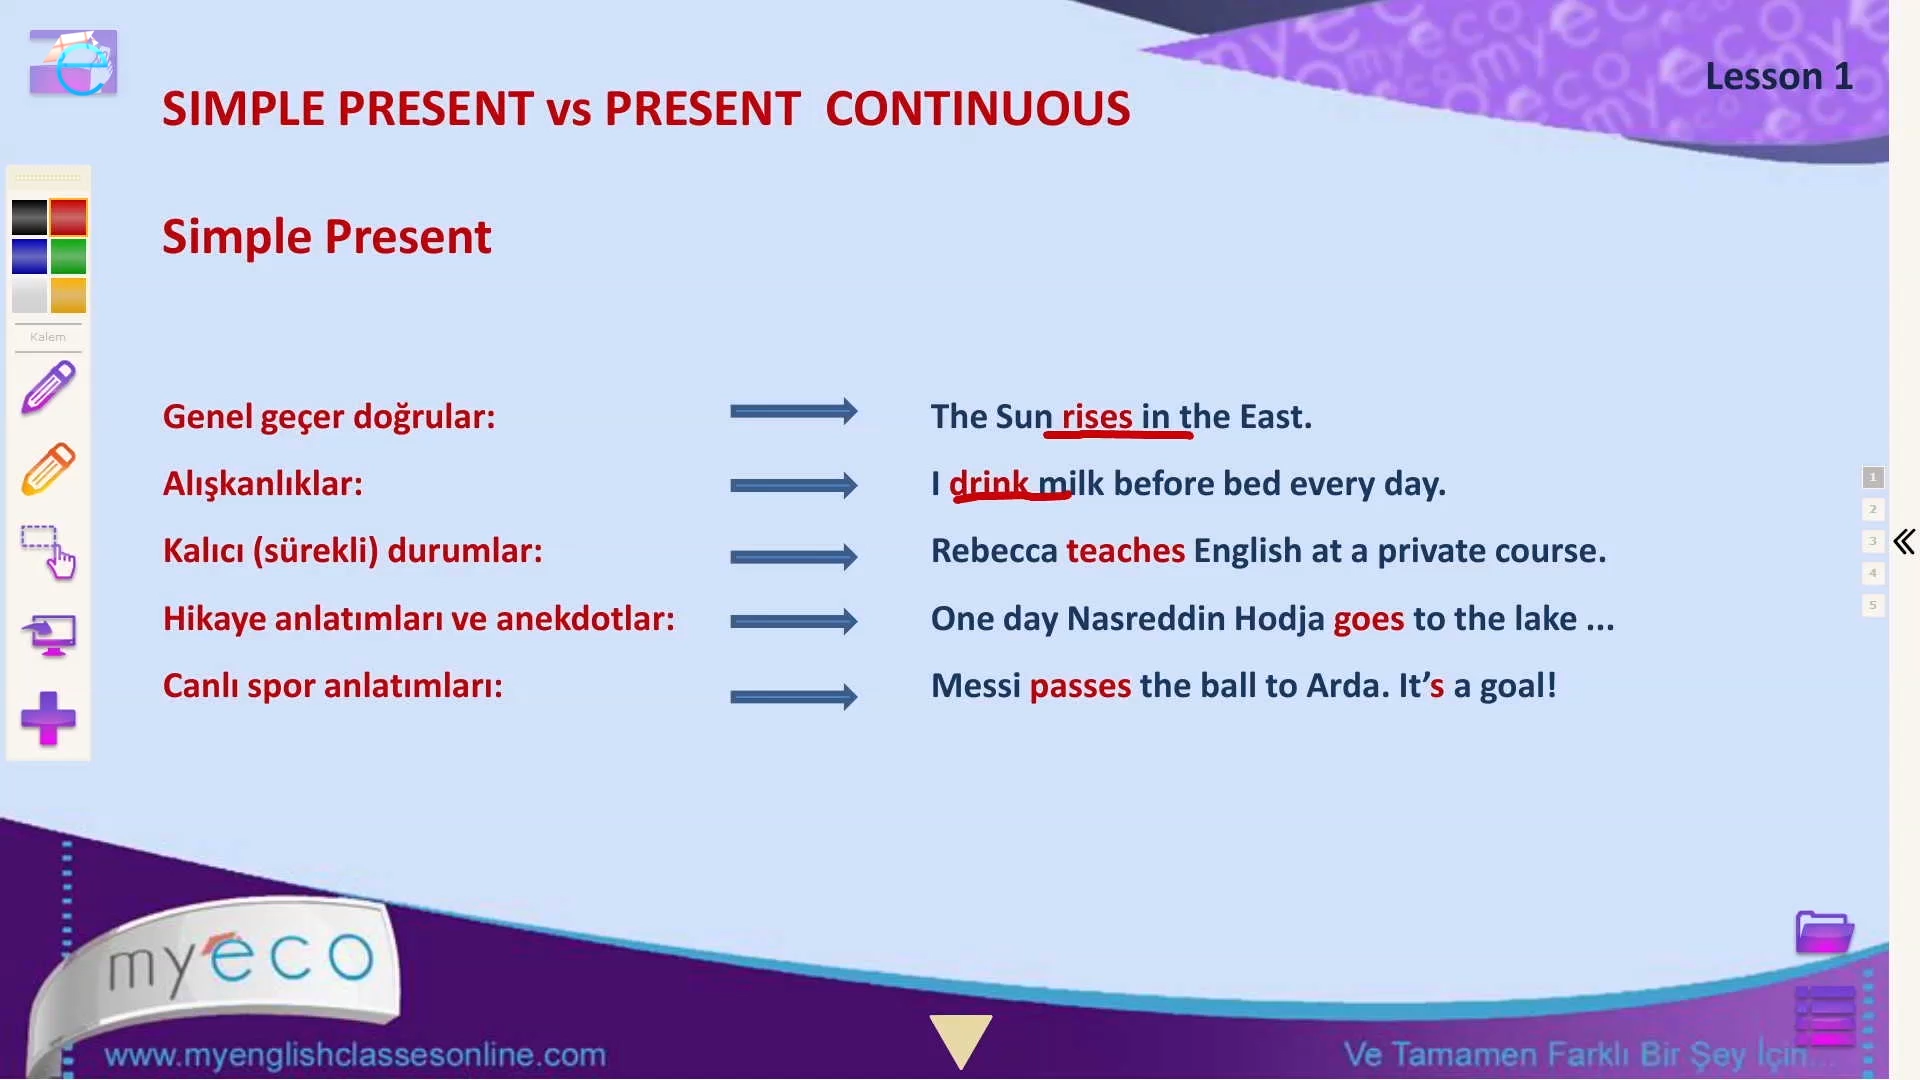 Lesson 1
SIMPLE PRESENT vs PRESENT CONTINUOUS
Simple Present
Kalem
Genel geçer doğrular: The Sun rises in the East.
Alışkanlıklar: I drink milk before bed every day.
Kalıcı (sürekli) durumlar: Rebecca teaches English at a private course.
Hikaye anlatımları ve anekdotlar: One day Nasreddin Hodja goes to the lake ...
Canlı spor anlatımları: Messi passes the ball to Arda. It’s a goal!
1
2
3
4
5
myeco
www.myenglishclassesonline.com
Ve Tamamen Farklı Bir Şey İçin...